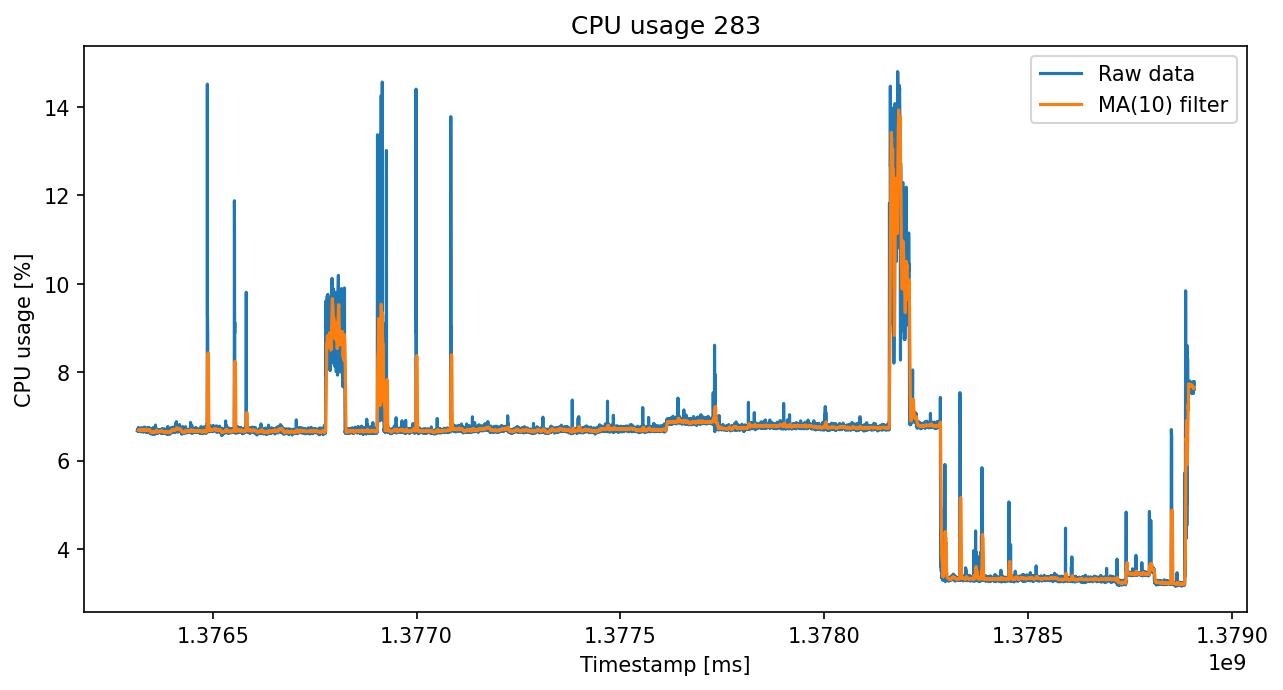 CPU usage 283
Raw data
MA(10) filter
CPU usage [%]
14
12
10
8
6
4
1.3765 1.3770 1.3775 1.3780 1.3785 1.3790
1e9
Timestamp [ms]